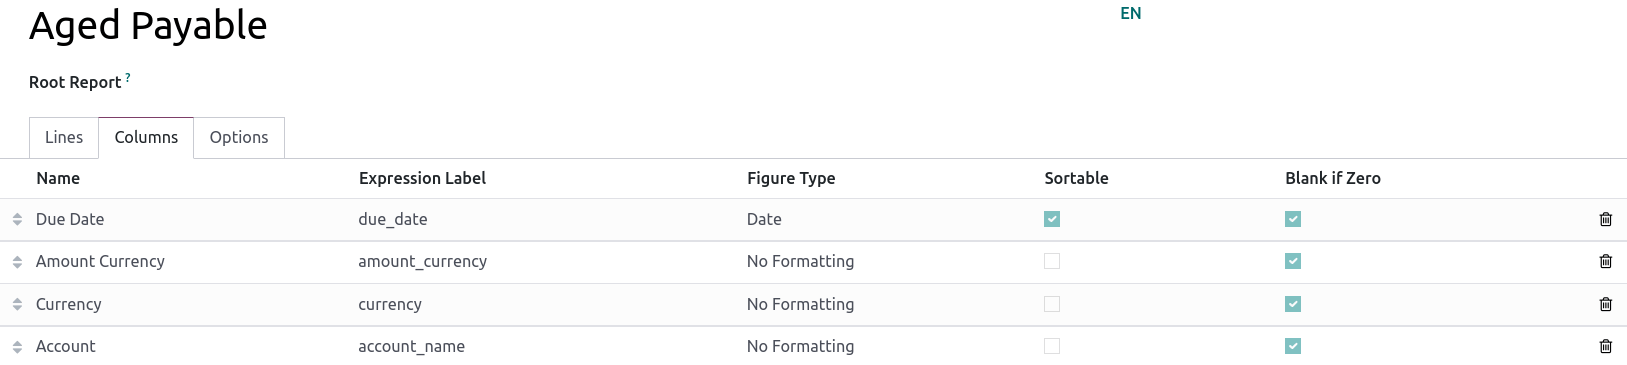 Aged Payable
EN
Root Report ?
Lines Columns Options
Name Expression Label Figure Type Sortable Blank if Zero
Due Date due_date Date
Amount Currency amount_currency No Formatting
Currency currency No Formatting
Account account_name No Formatting